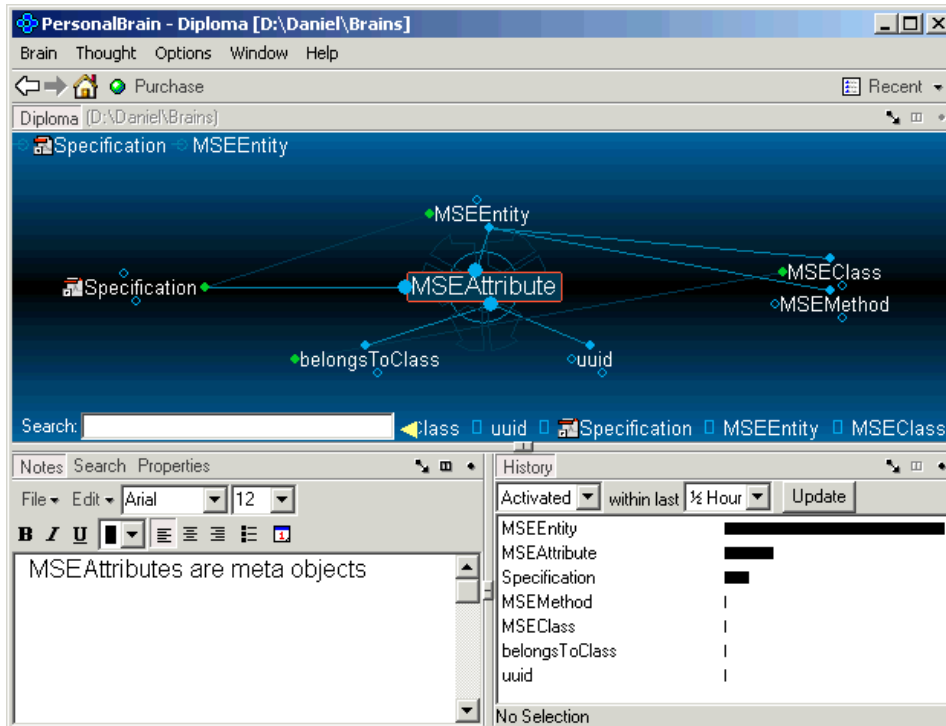 PersonalBrain - Diploma [D:\Daniel\Brains]
Brain Thought Options Window Help
Purchase Recent
Diploma (D:\Daniel\Brains)
Specification MSEEntity
MSEEntity
MSEClass
Specification MSEAttribute
MSEMethod
belongsToClass uuid
Search: Class uuid Specification MSEEntity MSEClass
Notes Search Properties
File Edit Arial 12
B I U 1
MSEAttributes are meta objects
History
Activated within last ½ Hour Update
MSEEntity
MSEAttribute
Specification
MSEMethod
MSEClass
belongsToClass
uuid
No Selection